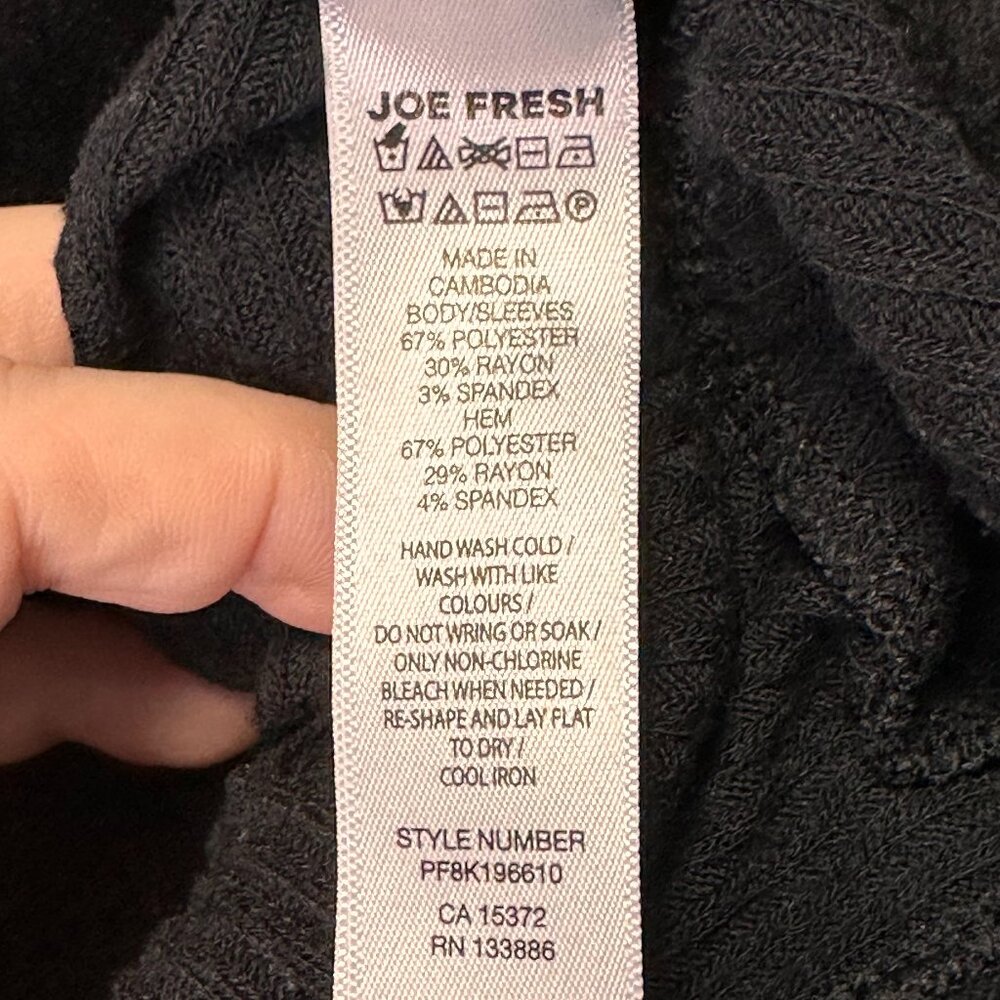 JOE FRESH
P
MADE IN
CAMBODIA
BODY/SLEEVES
67% POLYESTER
30% RAYON
3% SPANDEX
HEM
67% POLYESTER
29% RAYON
4% SPANDEX
HAND WASH COLD /
WASH WITH LIKE
COLOURS /
DO NOT WRING OR SOAK /
ONLY NON-CHLORINE
BLEACH WHEN NEEDED /
RE-SHAPE AND LAY FLAT
TO DRY /
COOL IRON
STYLE NUMBER
PF8K196610
CA 15372
RN 133886